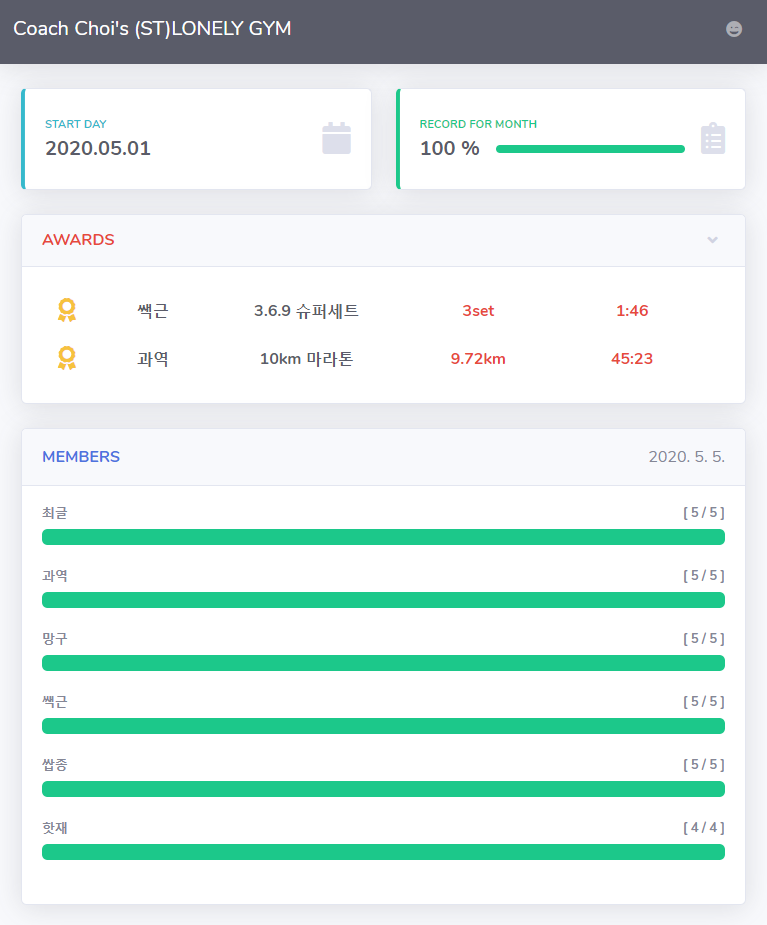 Coach Choi's (ST)LONELY GYM
START DAY
2020.05.01
RECORD FOR MONTH
100 %
AWARDS
쌕근 3.6.9 슈퍼세트 3set 1:46
과역 10km 마라톤 9.72km 45:23
MEMBERS 2020. 5. 5.
최글 [ 5 / 5 ]
과역 [ 5 / 5 ]
망구 [ 5 / 5 ]
쌕근 [ 5 / 5 ]
쌉종 [ 5 / 5 ]
핫재 [ 4 / 4 ]